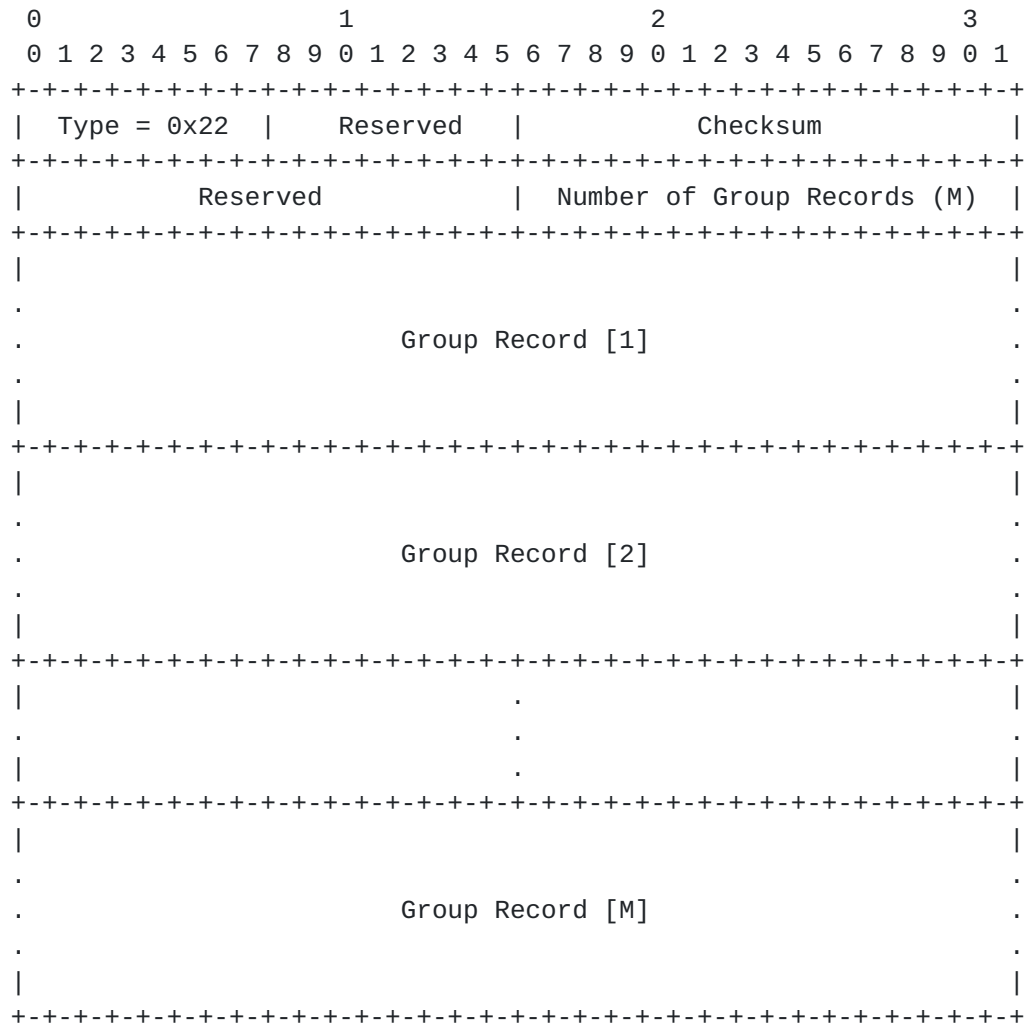 0                   1                   2                   3
 0 1 2 3 4 5 6 7 8 9 0 1 2 3 4 5 6 7 8 9 0 1 2 3 4 5 6 7 8 9 0 1
+-+-+-+-+-+-+-+-+-+-+-+-+-+-+-+-+-+-+-+-+-+-+-+-+-+-+-+-+-+-+-+-+
|  Type = 0x22  |    Reserved   |           Checksum            |
+-+-+-+-+-+-+-+-+-+-+-+-+-+-+-+-+-+-+-+-+-+-+-+-+-+-+-+-+-+-+-+-+
|           Reserved            |  Number of Group Records (M)  |
+-+-+-+-+-+-+-+-+-+-+-+-+-+-+-+-+-+-+-+-+-+-+-+-+-+-+-+-+-+-+-+-+
|                                                               |
.                                                               .
.                        Group Record [1]                       .
.                                                               .
|                                                               |
+-+-+-+-+-+-+-+-+-+-+-+-+-+-+-+-+-+-+-+-+-+-+-+-+-+-+-+-+-+-+-+-+
|                                                               |
.                                                               .
.                        Group Record [2]                       .
.                                                               .
|                                                               |
+-+-+-+-+-+-+-+-+-+-+-+-+-+-+-+-+-+-+-+-+-+-+-+-+-+-+-+-+-+-+-+-+
|                               .                               |
.                               .                               .
|                               .                               |
+-+-+-+-+-+-+-+-+-+-+-+-+-+-+-+-+-+-+-+-+-+-+-+-+-+-+-+-+-+-+-+-+
|                                                               |
.                                                               .
.                        Group Record [M]                       .
.                                                               .
|                                                               |
+-+-+-+-+-+-+-+-+-+-+-+-+-+-+-+-+-+-+-+-+-+-+-+-+-+-+-+-+-+-+-+-+